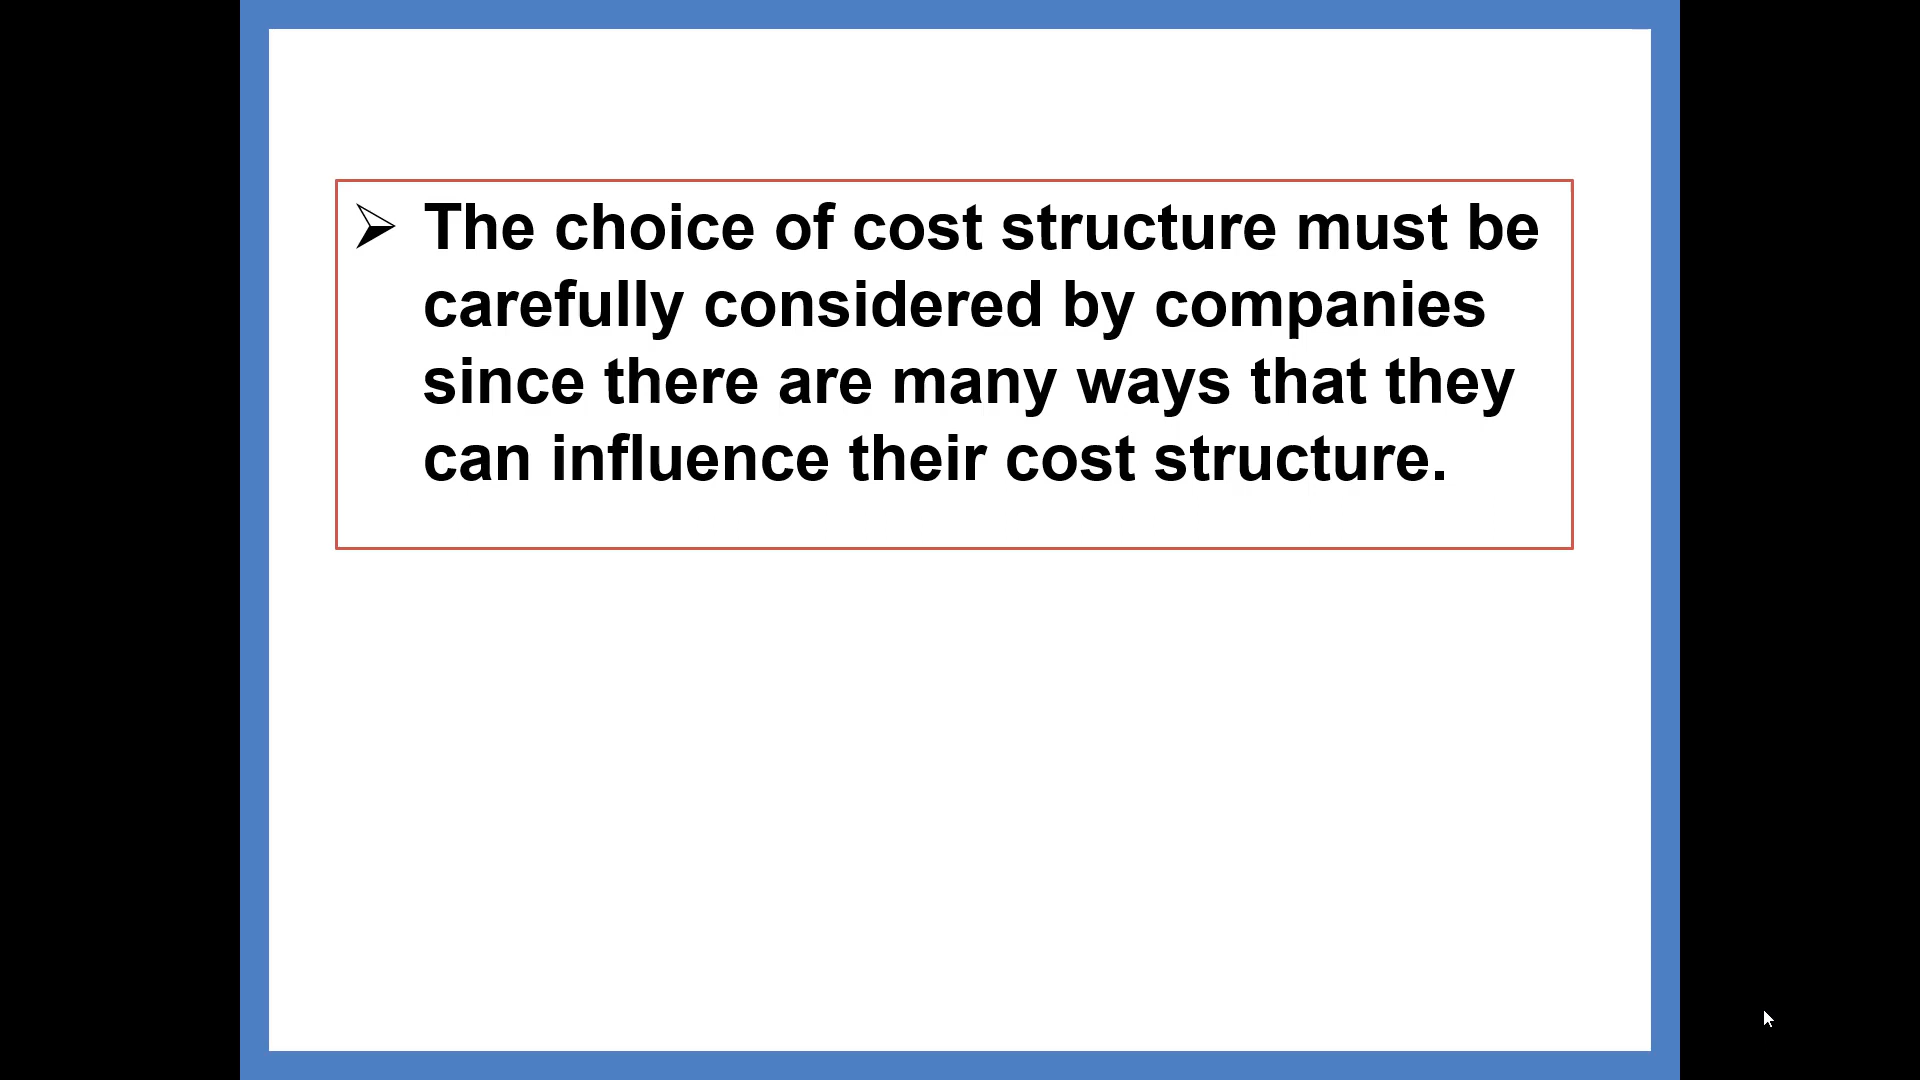 The choice of cost structure must be
carefully considered by companies
since there are many ways that they
can influence their cost structure.